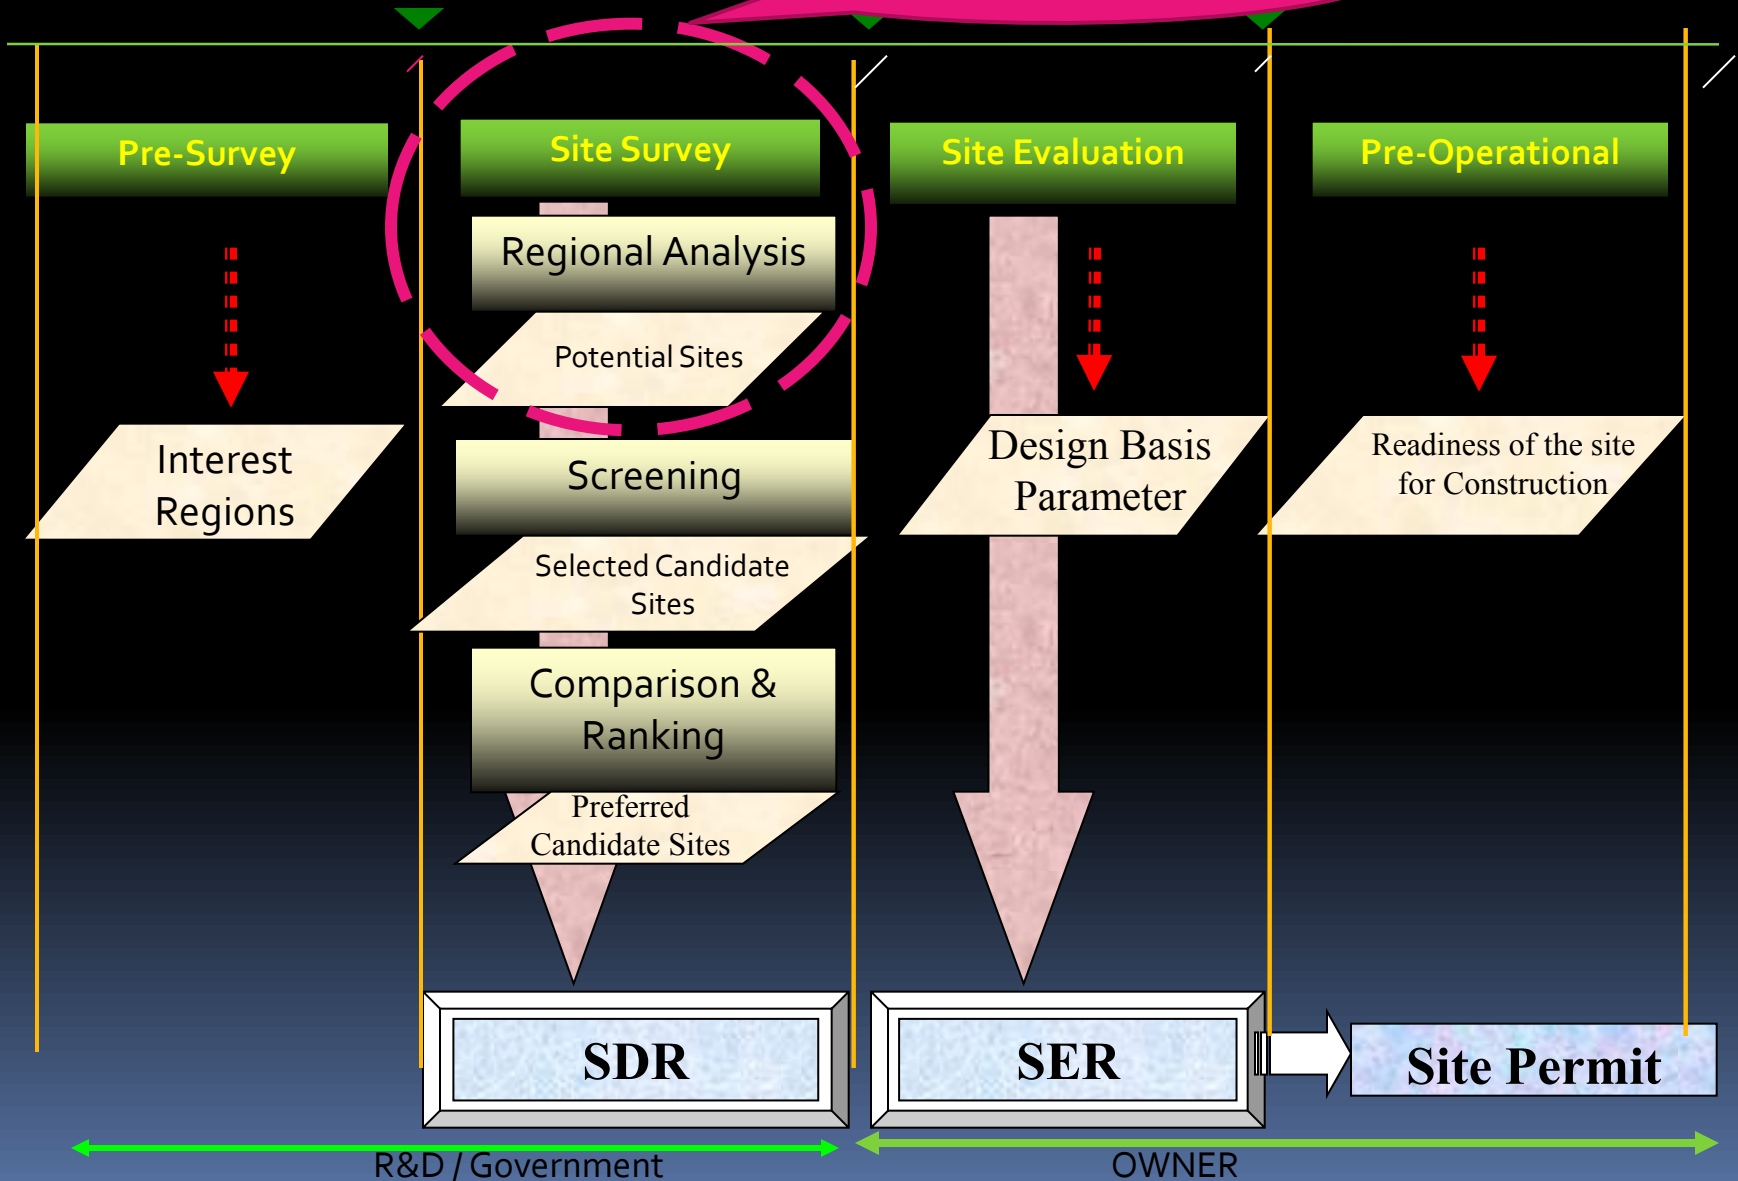 Pre-Survey
Site Survey
Site Evaluation
Pre-Operational
Regional Analysis
Potential Sites
Interest
Regions
Screening
Selected Candidate
Sites
Comparison &
Ranking
Preferred
Candidate Sites
Design Basis
Parameter
Readiness of the site
for Construction
SDR
SER
Site Permit
R&D / Government
OWNER